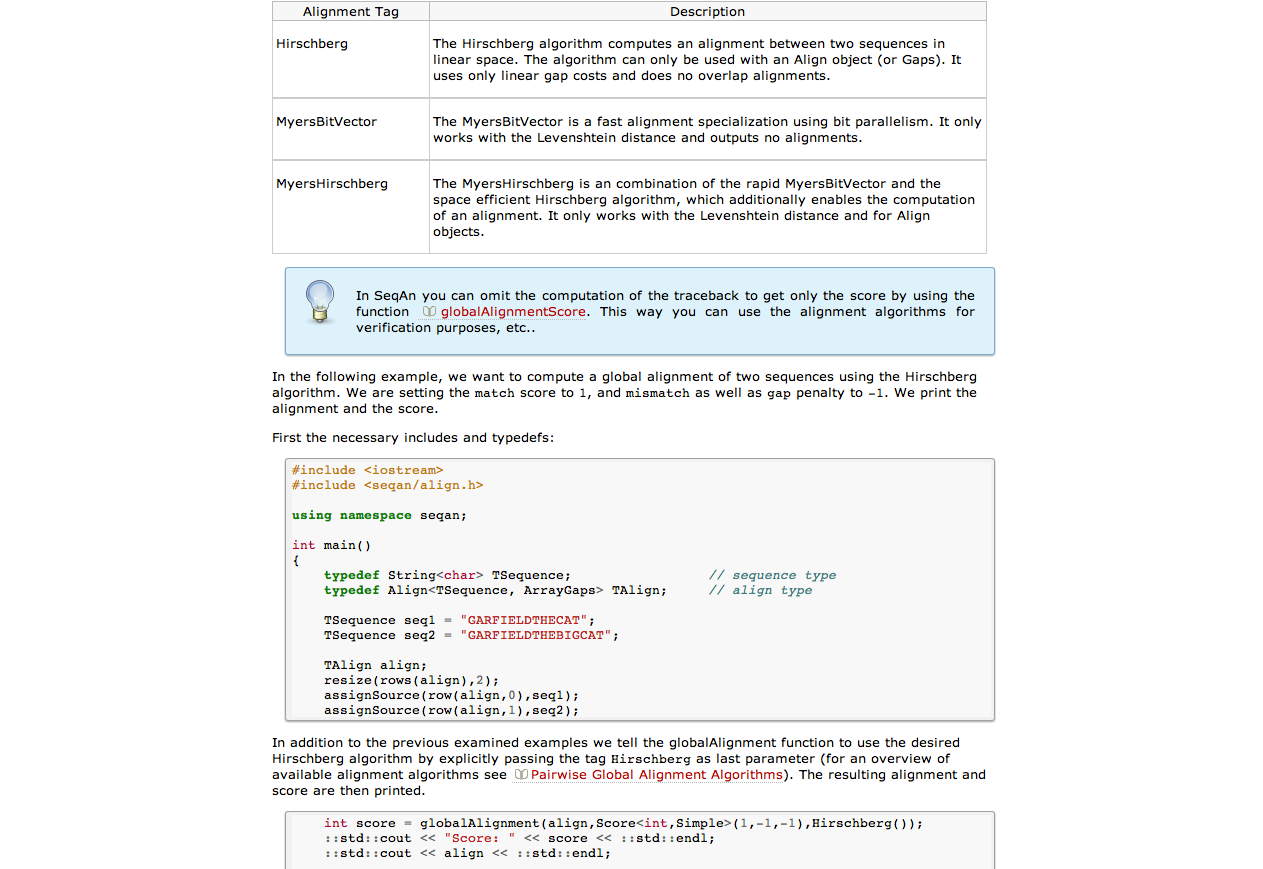 Alignment Tag Description
Hirschberg The Hirschberg algorithm computes an alignment between two sequences in
linear space. The algorithm can only be used with an Align object (or Gaps). It
uses only linear gap costs and does no overlap alignments.
MyersBitVector The MyersBitVector is a fast alignment specialization using bit parallelism. It only
works with the Levenshtein distance and outputs no alignments.
MyersHirschberg The MyersHirschberg is an combination of the rapid MyersBitVector and the
space efficient Hirschberg algorithm, which additionally enables the computation
of an alignment. It only works with the Levenshtein distance and for Align
objects.
In SeqAn you can omit the computation of the traceback to get only the score by using the
function globalAlignmentScore. This way you can use the alignment algorithms for
verification purposes, etc..
In the following example, we want to compute a global alignment of two sequences using the Hirschberg
algorithm. We are setting the match score to 1, and mismatch as well as gap penalty to -1. We print the
alignment and the score.
First the necessary includes and typedefs:
#include <iostream>
#include <seqan/align.h>
using namespace seqan;
int main()
{
typedef String<char> TSequence; // sequence type
typedef Align<TSequence, ArrayGaps> TAlign; // align type
TSequence seq1 = "GARFIELDTHECAT";
TSequence seq2 = "GARFIELDTHEBIGCAT";
TAlign align;
resize(rows(align),2);
assignSource(row(align,0),seq1);
assignSource(row(align,1),seq2);
In addition to the previous examined examples we tell the globalAlignment function to use the desired
Hirschberg algorithm by explicitly passing the tag Hirschberg as last parameter (for an overview of
available alignment algorithms see Pairwise Global Alignment Algorithms). The resulting alignment and
score are then printed.
int score = globalAlignment(align,Score<int,Simple>(1,-1,-1),Hirschberg());
::std::cout << "Score: " << score << ::std::endl;
::std::cout << align << ::std::endl;